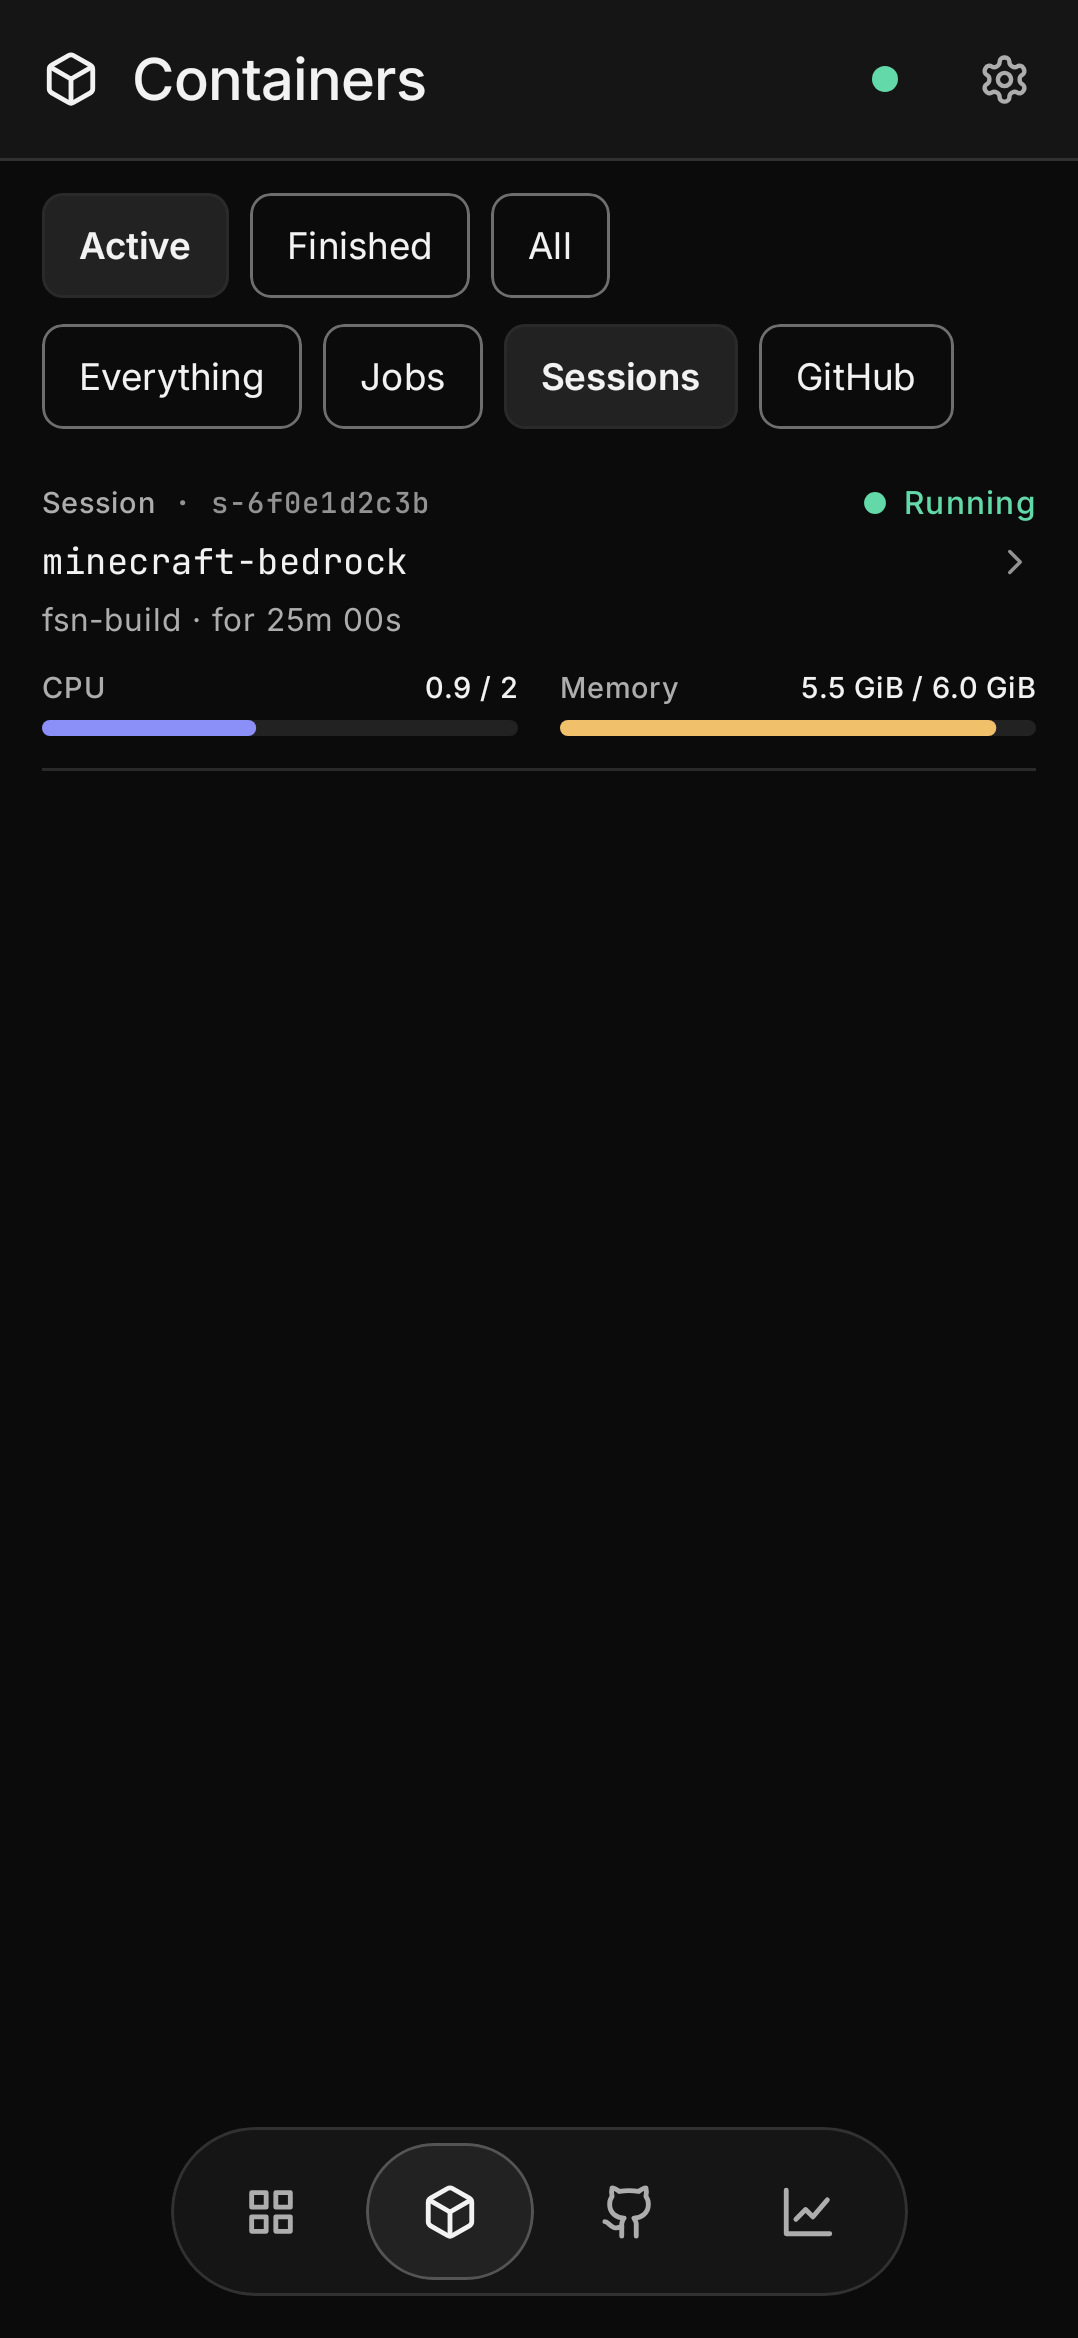 Containers
Active Finished All
Everything Jobs Sessions GitHub
Session · s-6f0e1d2c3b Running
minecraft-bedrock
fsn-build · for 25m 00s
CPU 0.9 / 2 Memory 5.5 GiB / 6.0 GiB